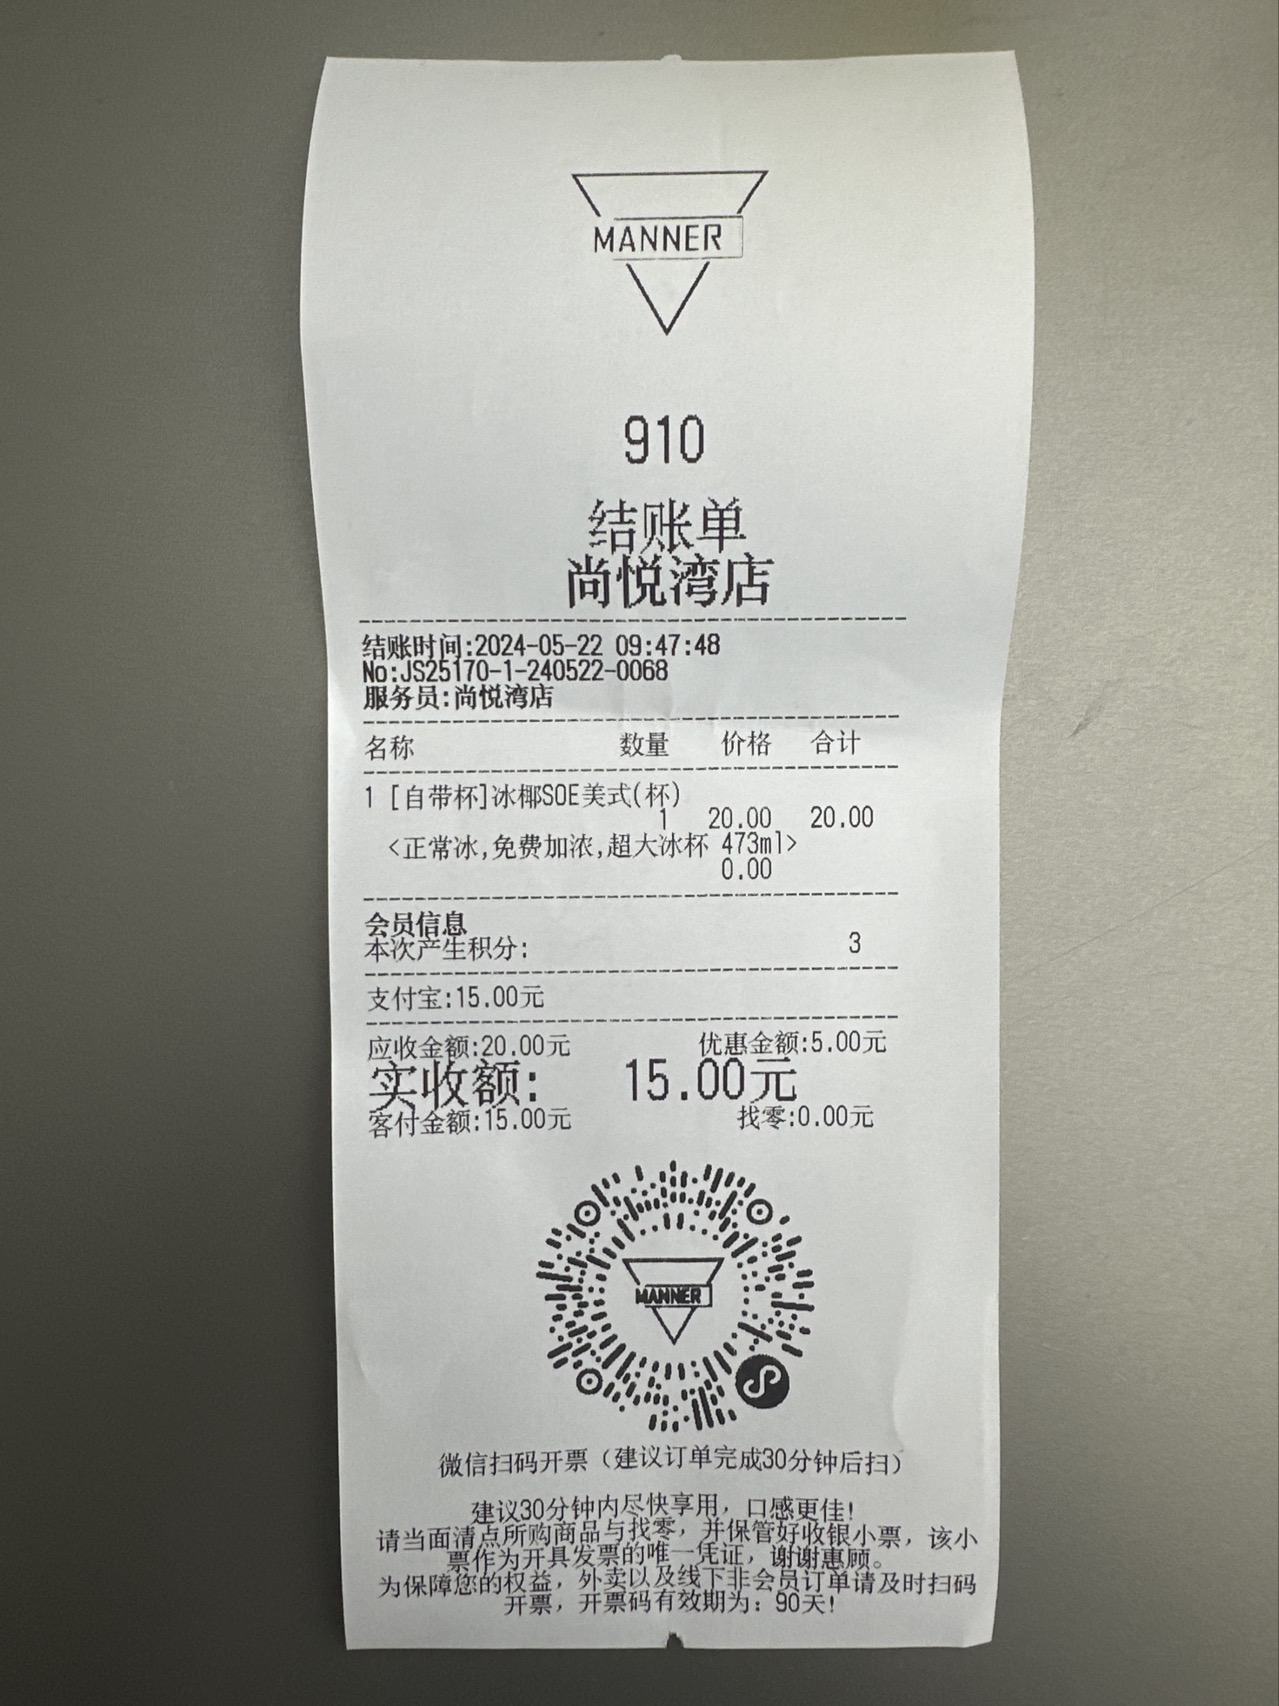 MANNER
910
结账单
尚悦湾店
结账时间:2024-05-22 09:47:48
No:JS25170-1-240522-0068
服务员:尚悦湾店
名称 数量 价格 合计
1 [自带杯]冰椰SOE美式(杯)
1 20.00 20.00
<正常冰,免费加浓,超大冰杯 473ml>
0.00
会员信息
本次产生积分: 3
支付宝:15.00元
应收金额:20.00元 优惠金额:5.00元
实收额: 15.00元
客付金额:15.00元 找零:0.00元
MANNER
微信扫码开票（建议订单完成30分钟后扫）
建议30分钟内尽快享用，口感更佳!
请当面清点所购商品与找零，并保管好收银小票，该小
票作为开具发票的唯一凭证，谢谢惠顾。
为保障您的权益，外卖以及线下非会员订单请及时扫码
开票，开票码有效期为：90天!